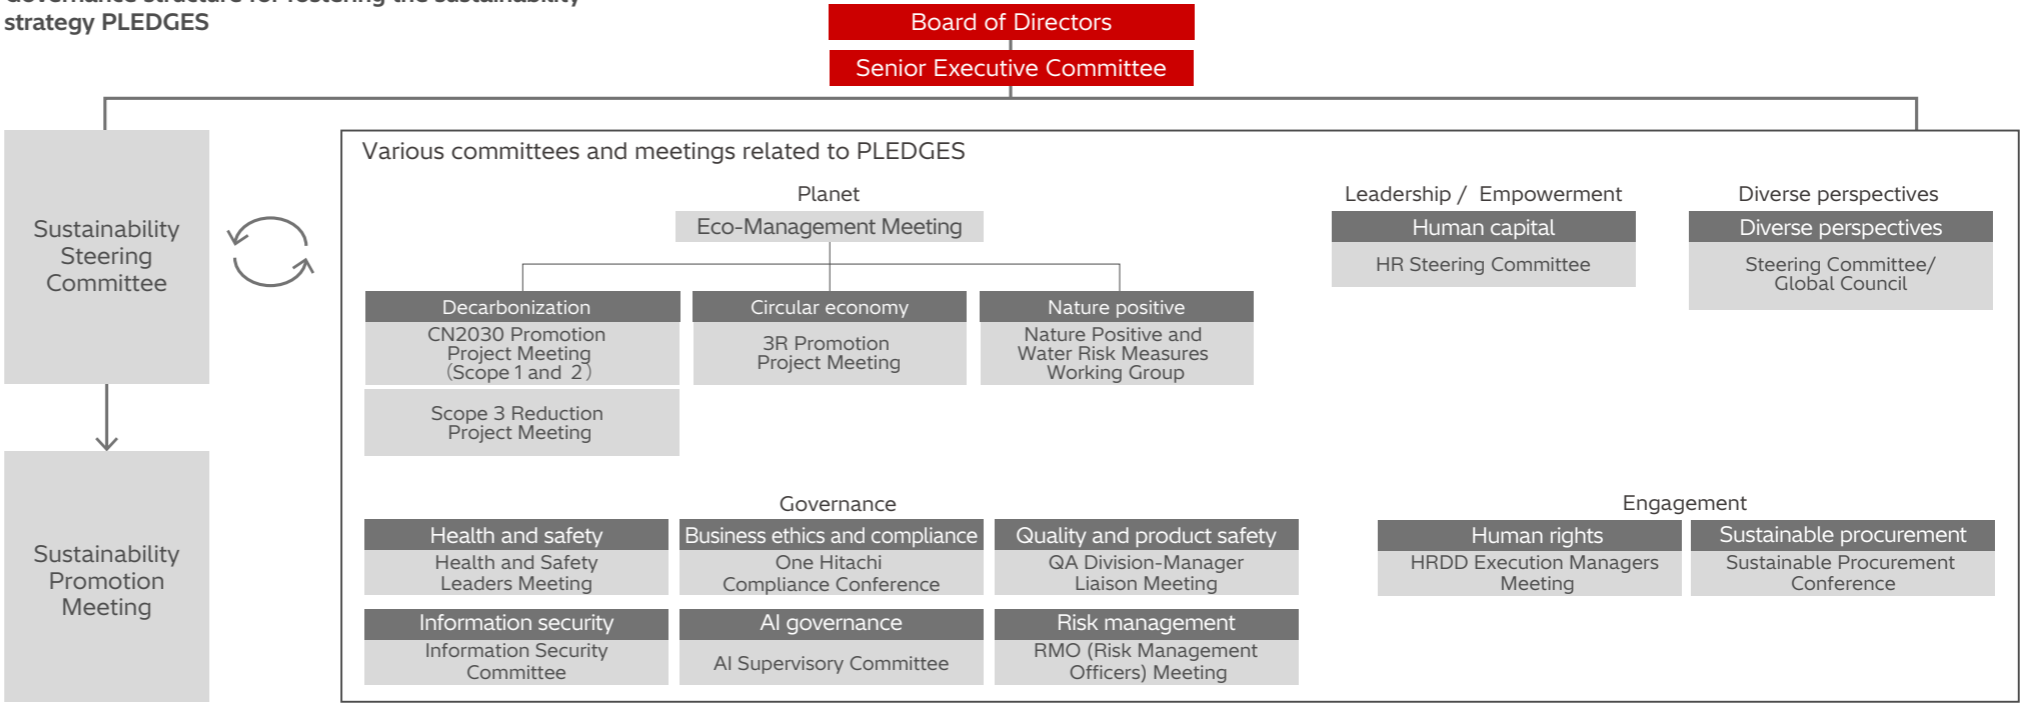 Governance structure for fostering the sustainability
strategy PLEDGES
Board of Directors
Senior Executive Committee
Sustainability
Steering
Committee
Sustainability
Promotion
Meeting
Various committees and meetings related to PLEDGES
Planet
Eco-Management Meeting
Decarbonization
CN2030 Promotion
Project Meeting
（Scope 1 and 2）
Scope 3 Reduction
Project Meeting
Circular economy
3R Promotion
Project Meeting
Nature positive
Nature Positive and
Water Risk Measures
Working Group
Leadership / Empowerment
Human capital
HR Steering Committee
Diverse perspectives
Diverse perspectives
Steering Committee/
Global Council
Governance
Health and safety
Health and Safety
Leaders Meeting
Business ethics and compliance
One Hitachi
Compliance Conference
Quality and product safety
QA Division-Manager
Liaison Meeting
Information security
Information Security
Committee
AI governance
AI Supervisory Committee
Risk management
RMO (Risk Management
Officers) Meeting
Engagement
Human rights
HRDD Execution Managers
Meeting
Sustainable procurement
Sustainable Procurement
Conference